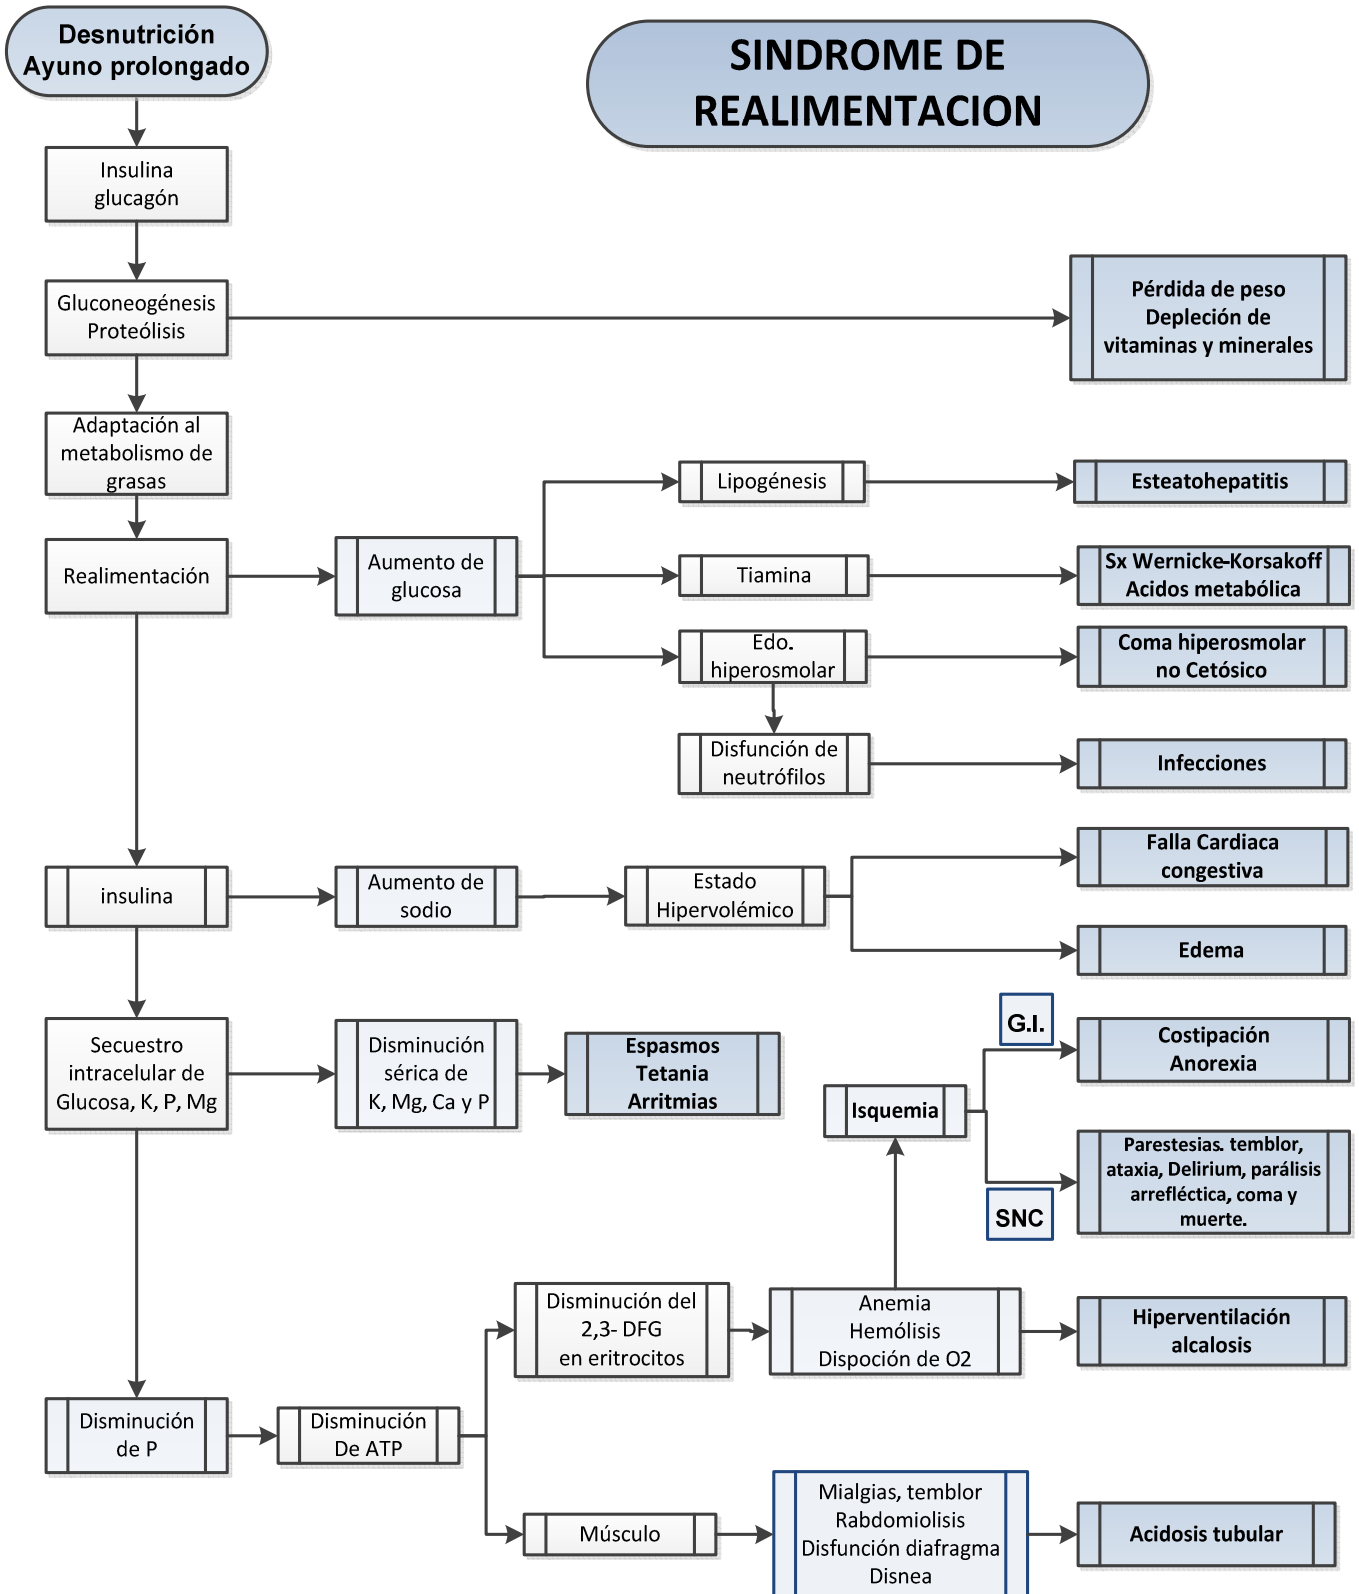 Desnutrición
Ayuno prolongado
SINDROME DE
REALIMENTACION
Insulina
glucagón
Gluconeogénesis
Proteólisis
Pérdida de peso
Depleción de
vitaminas y minerales
Adaptación al
metabolismo de
grasas
Lipogénesis
Esteatohepatitis
Realimentación
Aumento de
glucosa
Tiamina
Sx Wernicke-Korsakoff
Acidos metabólica
Edo.
hiperosmolar
Coma hiperosmolar
no Cetósico
Disfunción de
neutrófilos
Infecciones
insulina
Aumento de
sodio
Estado
Hipervolémico
Falla Cardiaca
congestiva
Edema
Secuestro
intracelular de
Glucosa, K, P, Mg
Disminución
sérica de
K, Mg, Ca y P
Espasmos
Tetania
Arritmias
Isquemia
G.I.
Costipación
Anorexia
SNC
Parestesias. temblor,
ataxia, Delirium, parálisis
arrefléctica, coma y
muerte.
Disminución de P
Disminución
De ATP
Disminución del
2,3- DFG
en eritrocitos
Anemia
Hemólisis
Dispoción de O2
Hiperventilación
alcalosis
Músculo
Mialgias, temblor
Rabdomiolisis
Disfunción diafragma
Disnea
Acidosis tubular